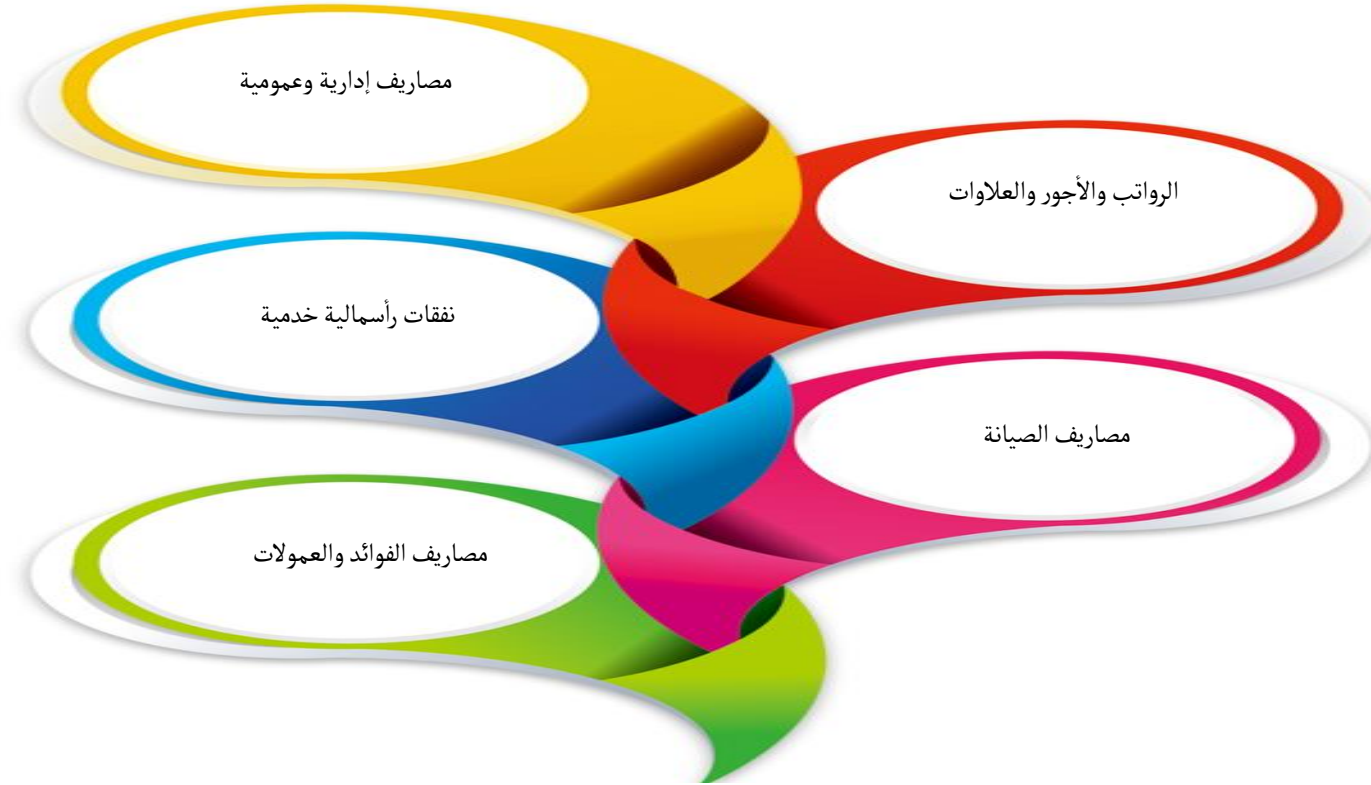 مصاريف إدارية وعمومية
الرواتب والأجور والعلاوات
نفقات رأسمالية خدمية
مصاريف الصيانة
مصاريف الفوائد والعمولات